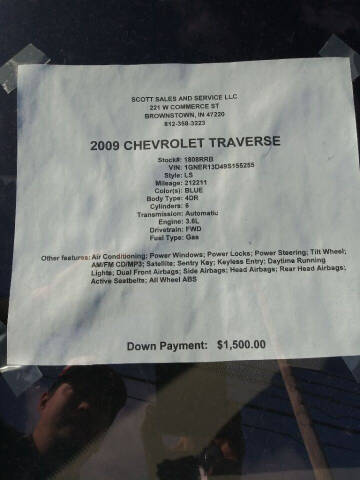 SCOTT SALES AND SERVICE LLC
221 W COMMERCE ST
BROWNSTOWN, IN 47220
812-358-3223
2009 CHEVROLET TRAVERSE
Stock#: 1808RRB
VIN: 1GNER13D49S155255
Style: LS
Mileage: 212211
Color(s): BLUE
Body Type: 4DR
Cylinders: 6
Transmission: Automatic
Engine: 3.6L
Drivetrain: FWD
Fuel Type: Gas
Other features: Air Conditioning; Power Windows; Power Locks; Power Steering; Tilt Wheel;
AM/FM CD/MP3; Satellite; Sentry Key; Keyless Entry; Daytime Running
Lights; Dual Front Airbags; Side Airbags; Head Airbags; Rear Head Airbags;
Active Seatbelts; All Wheel ABS
Down Payment: $1,500.00